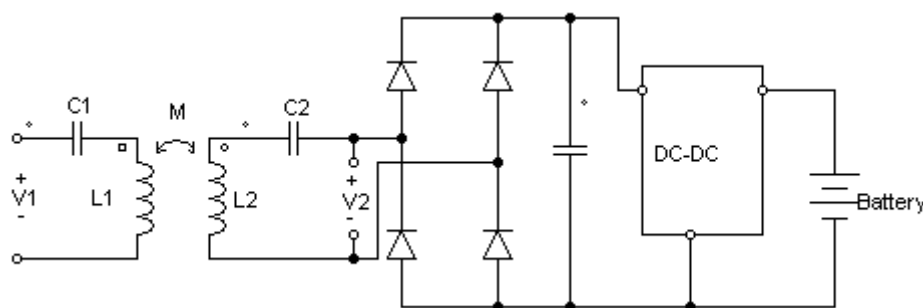 C1
M
C2
+
V1
-
L1
L2
+
V2
-
DC-DC
Battery